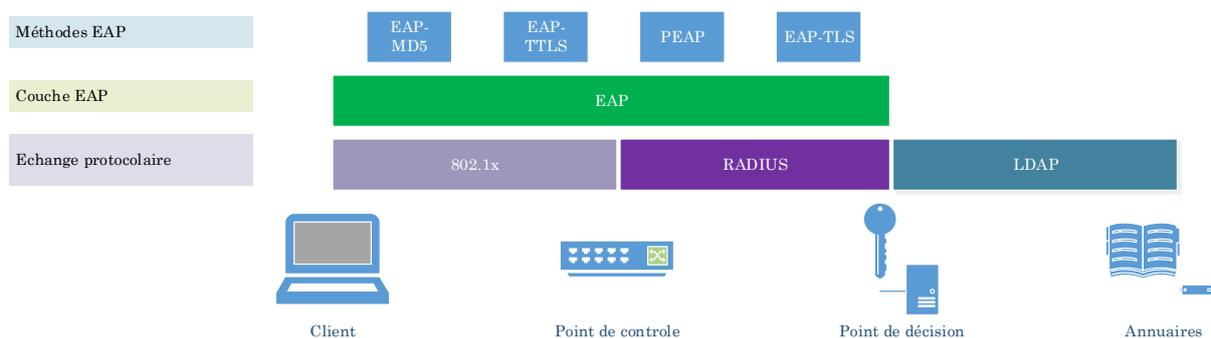 Méthodes EAP
EAP-
MD5
EAP-
TTLS
PEAP
EAP-TLS
Couche EAP
EAP
Echange protocolaire
802.1x
RADIUS
LDAP
Client
Point de controle
Point de décision
Annuaires